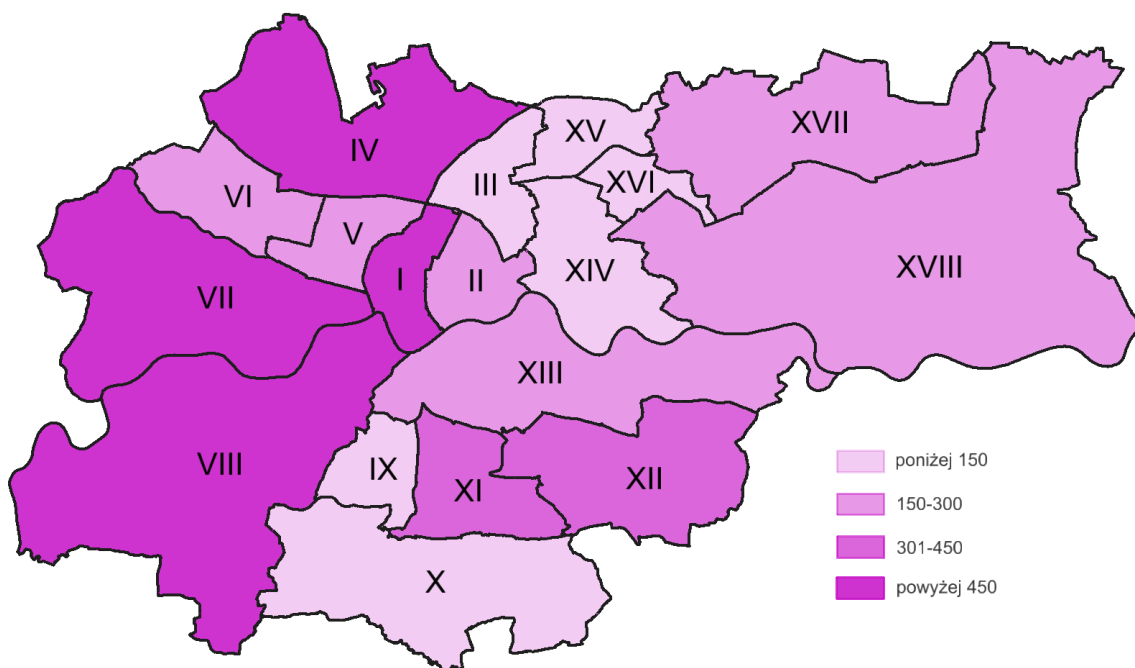 XVII
XV
IV
XVI
III
VI
V
XVIII
XIV
I
II
VII
XIII
VIII
IX
XI
XII
X
poniżej 150
150-300
301-450
powyżej 450